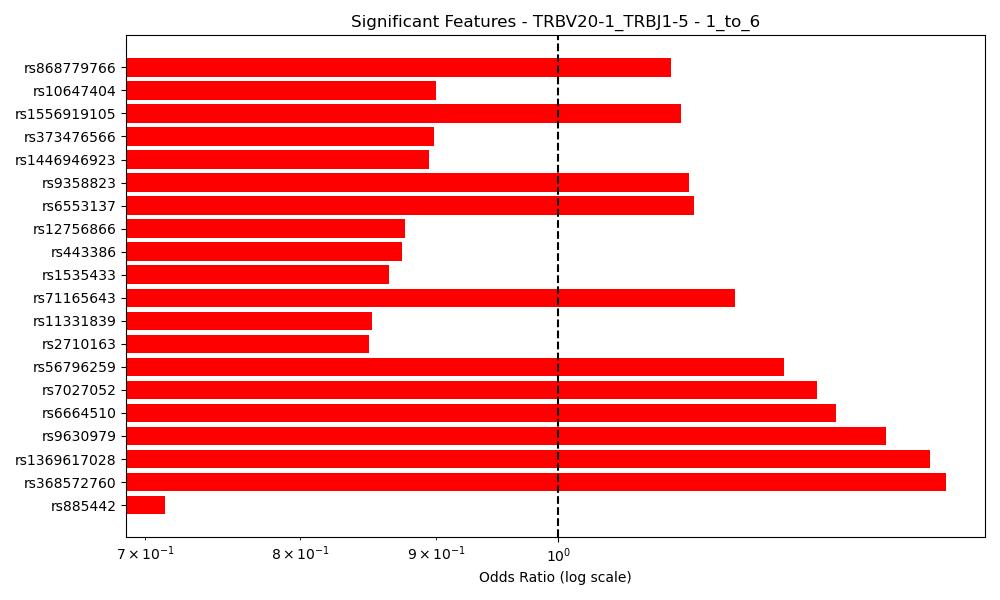 Significant Features - TRBV20-1_TRBJ1-5 - 1_to_6
rs868779766
rs10647404
rs1556919105
rs373476566
rs1446946923
rs9358823
rs6553137
rs12756866
rs443386
rs1535433
rs71165643
rs11331839
rs2710163
rs56796259
rs7027052
rs6664510
rs9630979
rs1369617028
rs368572760
rs885442
7 × 10⁻¹ 8 × 10⁻¹ 9 × 10⁻¹ 10⁰
Odds Ratio (log scale)